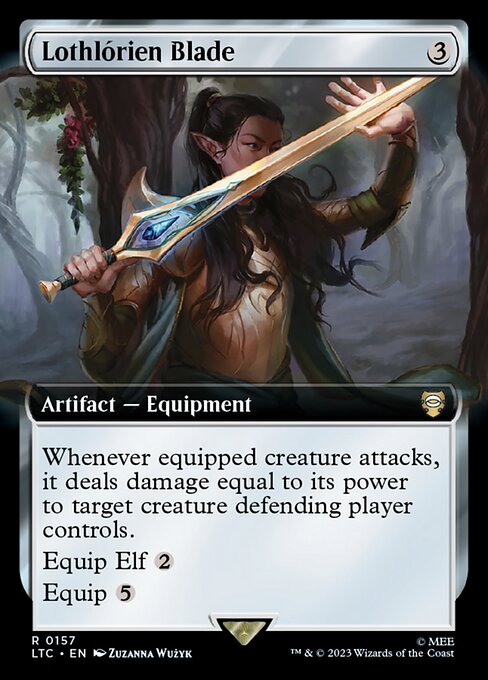 Lothlórien Blade 3
Artifact — Equipment
Whenever equipped creature attacks,
it deals damage equal to its power
to target creature defending player
controls.
Equip Elf 2
Equip 5
R 0157 © MEE
LTC • EN Zuzanna Wużyk ™ & © 2023 Wizards of the Coast